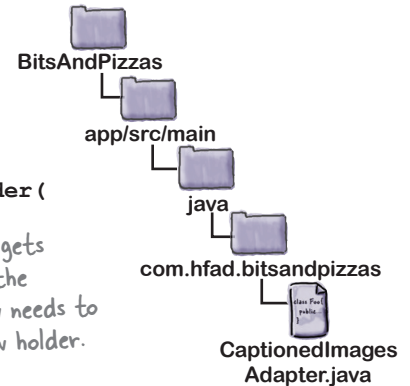 BitsAndPizzas
app/src/main
der(
java
gets
the
needs to
w holder.
com.hfad.bitsandpizzas
class Foo{
public...
}
CaptionedImages
Adapter.java